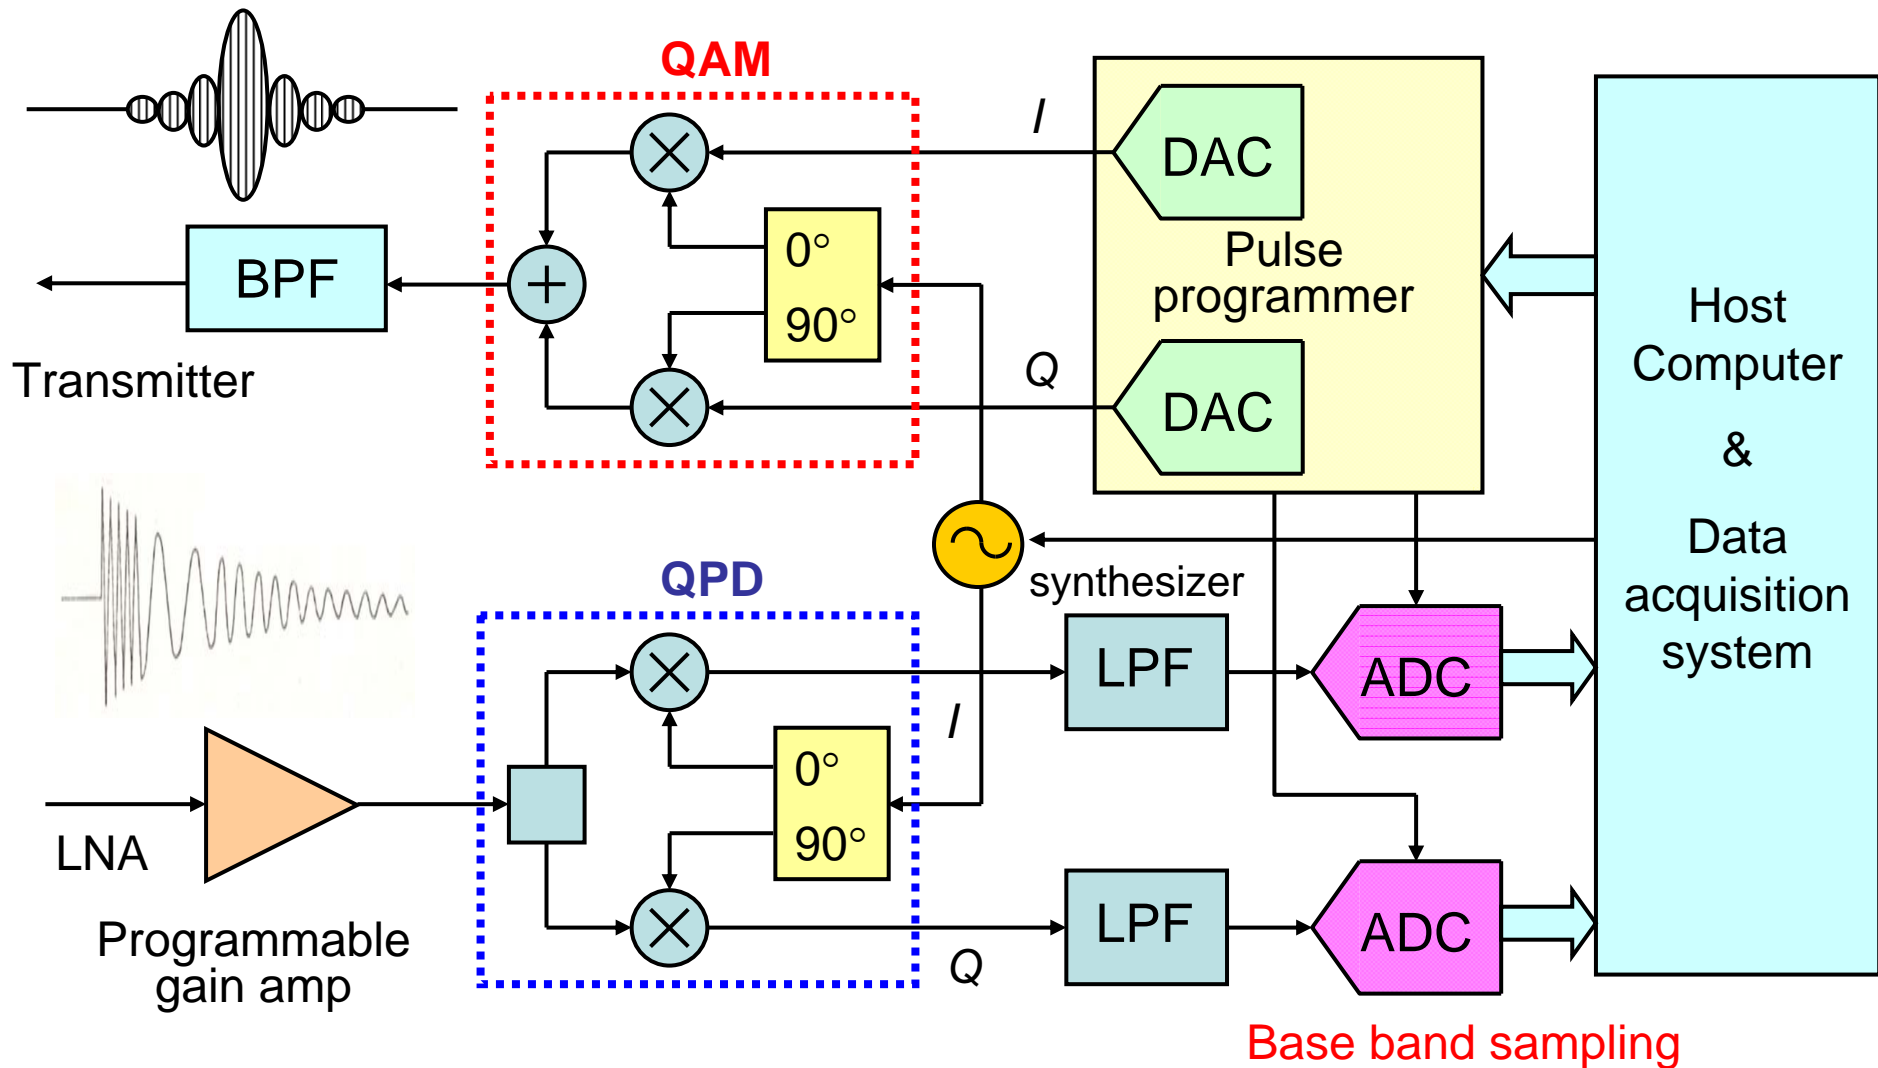 QAM
I
DAC
0°
90°
Pulse
programmer
BPF
Transmitter
Q
DAC
Host
Computer
&
Data
acquisition
system
synthesizer
QPD
LPF
ADC
I
0°
90°
LNA
Programmable
gain amp
LPF
ADC
Q
Base band sampling